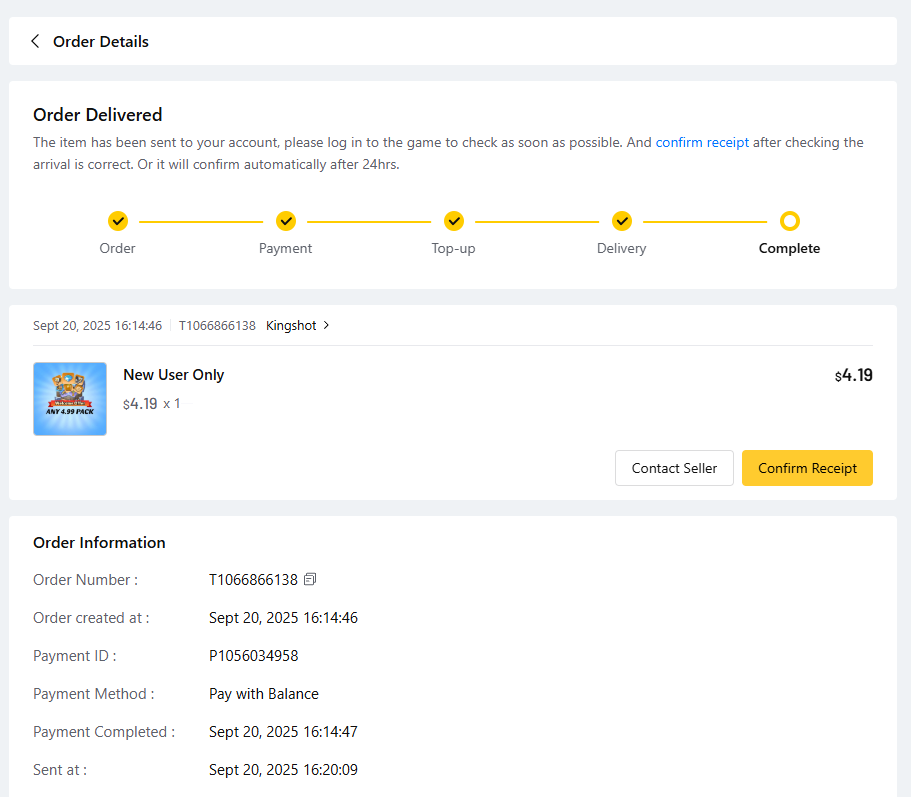 Order Details
Order Delivered
The item has been sent to your account, please log in to the game to check as soon as possible. And confirm receipt after checking the
arrival is correct. Or it will confirm automatically after 24hrs.
Order Payment Top-up Delivery Complete
Sept 20, 2025 16:14:46 T1066866138 Kingshot
New User Only $4.19
$4.19 x 1
ANY 4.99 PACK
Contact Seller Confirm Receipt
Order Information
Order Number : T1066866138
Order created at : Sept 20, 2025 16:14:46
Payment ID : P1056034958
Payment Method : Pay with Balance
Payment Completed : Sept 20, 2025 16:14:47
Sent at : Sept 20, 2025 16:20:09